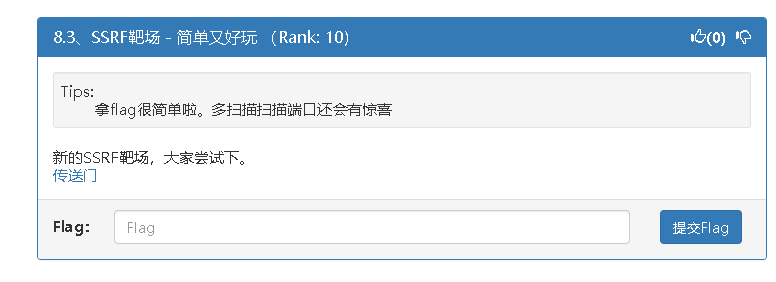 8.3、SSRF靶场 - 简单又好玩 （Rank: 10） (0)
Tips:
拿flag很简单啦。多扫描扫描端口还会有惊喜
新的SSRF靶场，大家尝试下。
传送门
Flag: Flag 提交Flag